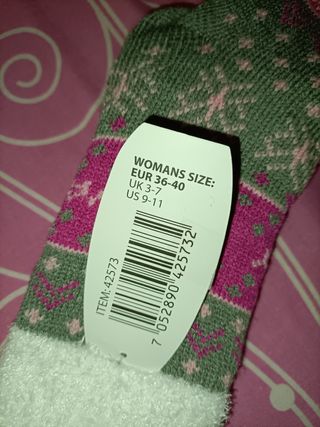 WOMANS SIZE:
EUR 36-40
UK 3-7
US 9-11
ITEM: 42573
7 052890 425732